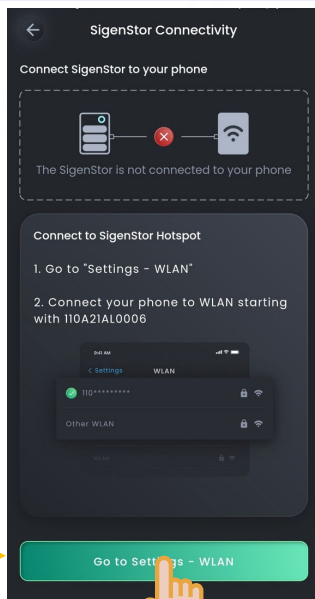 SigenStor Connectivity
Connect SigenStor to your phone
The SigenStor is not connected to your phone
Connect to SigenStor Hotspot
1. Go to "Settings - WLAN"
2. Connect your phone to WLAN starting
with 110A21AL0006
9:41 AM
< Settings WLAN
110*********
Other WLAN
WLAN
Go to Settings - WLAN